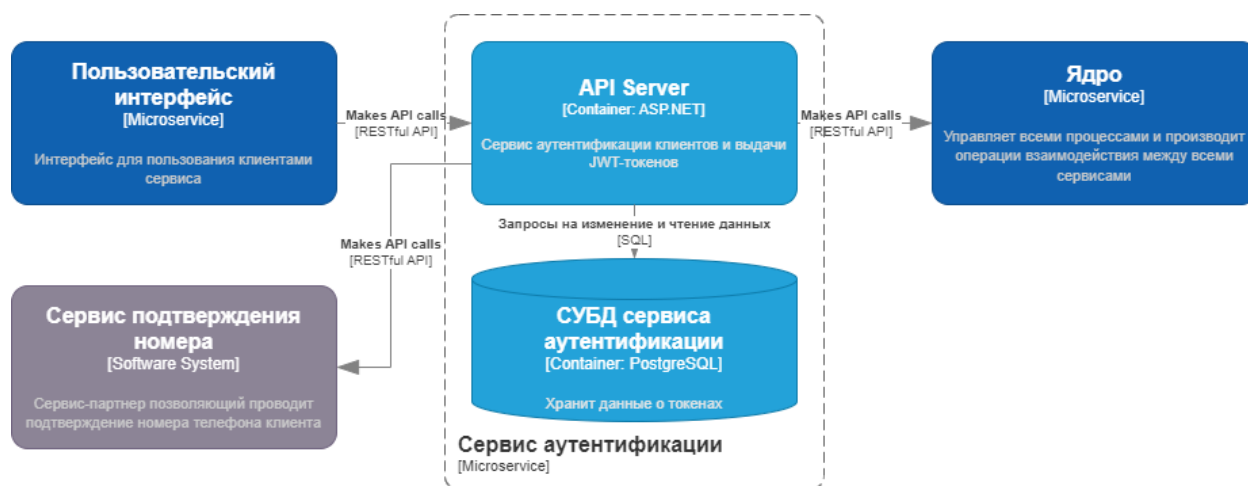 Пользовательский
интерфейс
[Microservice]
Интерфейс для пользования клиентами
сервиса
Makes API calls
[RESTful API]
API Server
[Container: ASP.NET]
Сервис аутентификации клиентов и выдачи
JWT-токенов
Makes API calls
[RESTful API]
Ядро
[Microservice]
Управляет всеми процессами и производит
операции взаимодействия между всеми
сервисами
Запросы на изменение и чтение данных
[SQL]
Makes API calls
[RESTful API]
Сервис подтверждения
номера
[Software System]
Сервис-партнер позволяющий проводит
подтверждение номера телефона клиента
СУБД сервиса
аутентификации
[Container: PostgreSQL]
Хранит данные о токенах
Сервис аутентификации
[Microservice]